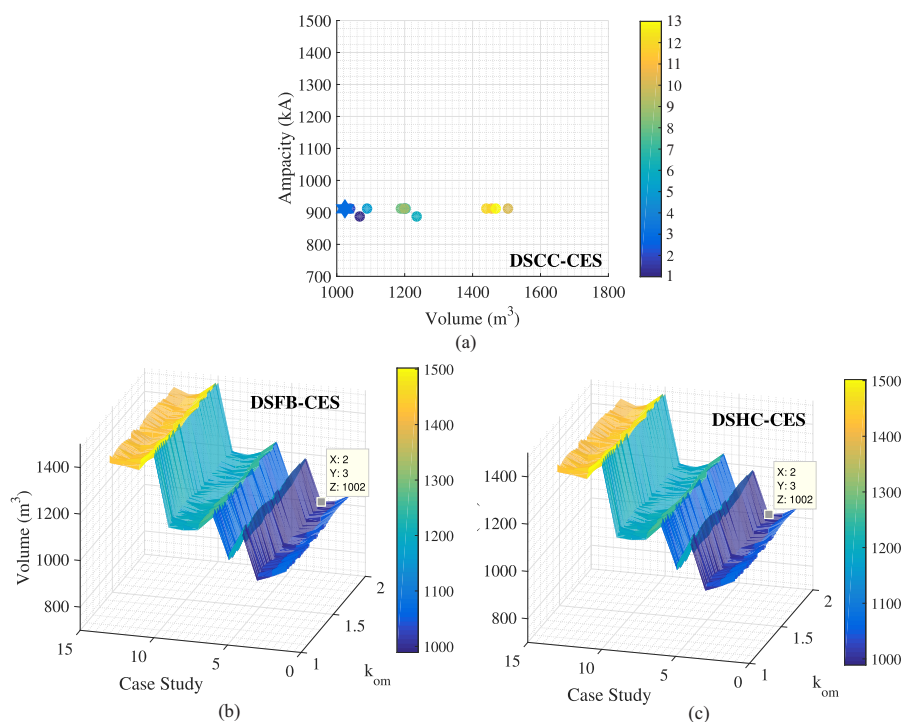 1500
1400
1300
1200
1100
1000
900
800
700
Ampacity (kA)
1000 1200 1400 1600 1800
Volume (m3)
DSCC-CES
13
12
11
10
9
8
7
6
5
4
3
2
1
(a)
DSFB-CES
X: 2
Y: 3
Z: 1002
1400
1200
1000
800
Volume (m3)
15 10 5 0
Case Study
1 1.5 2
kom
1500
1400
1300
1200
1100
1000
(b)
DSHC-CES
X: 2
Y: 3
Z: 1002
1400
1200
1000
800
15 10 5 0
Case Study
1 1.5 2
kom
1500
1400
1300
1200
1100
1000
(c)